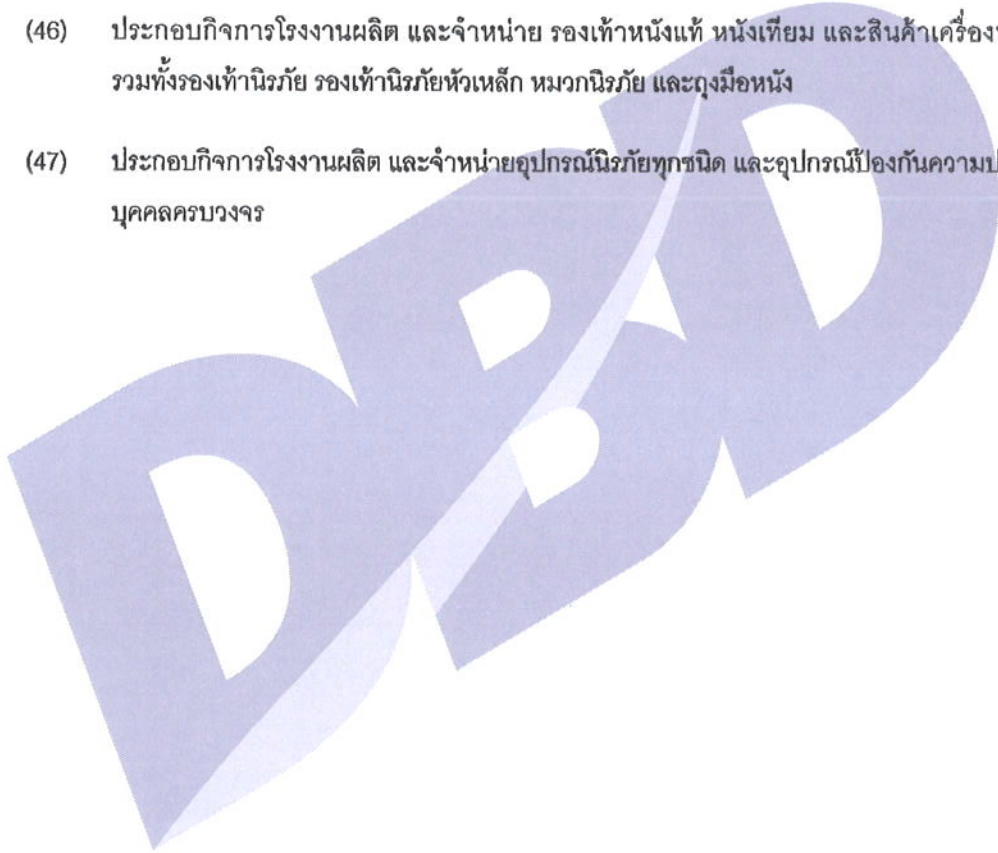 (46) ประกอบกิจการโรงงานผลิต และจำหน่าย รองเท้าหนังแท้ หนังเทียม และสินค้าเครื่อง
รวมทั้งรองเท้านิรภัย รองเท้านิรภัยหัวเหล็ก หมวกนิรภัย และถุงมือหนัง
(47) ประกอบกิจการโรงงานผลิต และจำหน่ายอุปกรณ์นิรภัยทุกชนิด และอุปกรณ์ป้องกันความ
บุคคลครบวงจร
DBD